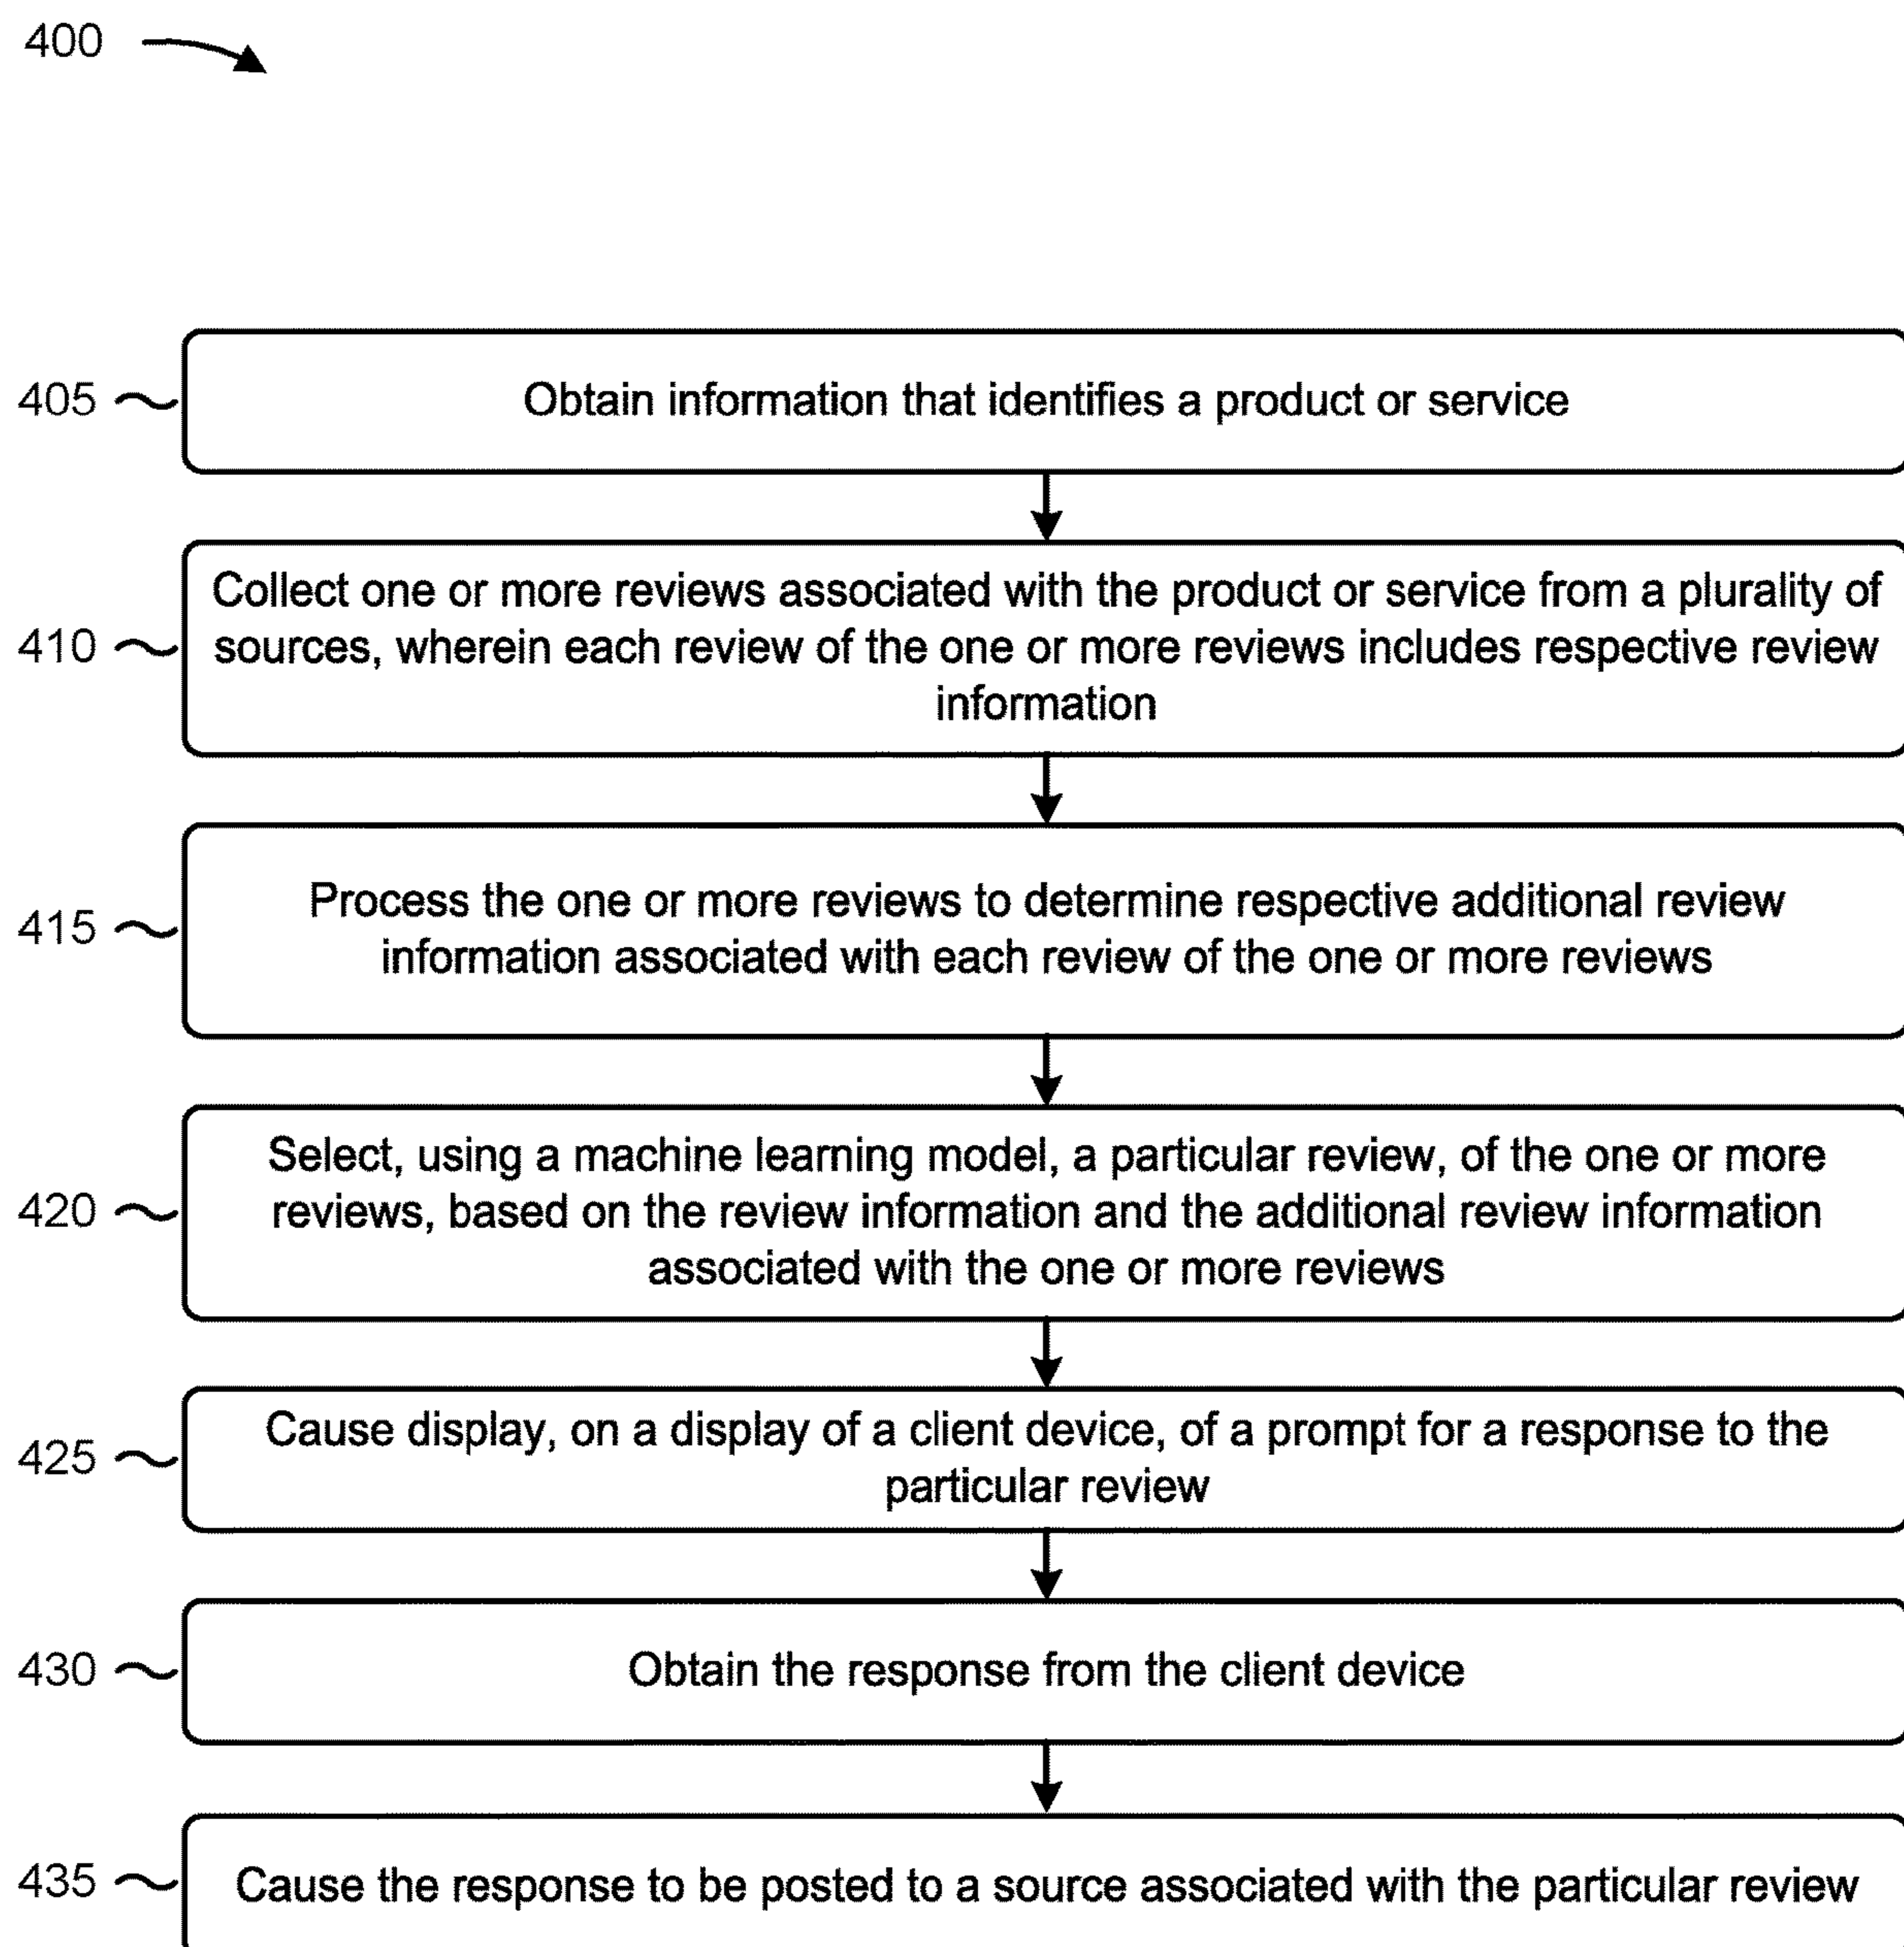 400
405
Obtain information that identifies a product or service
410
Collect one or more reviews associated with the product or service from a plurality of
sources, wherein each review of the one or more reviews includes respective review
information
415
Process the one or more reviews to determine respective additional review
information associated with each review of the one or more reviews
420
Select, using a machine learning model, a particular review, of the one or more
reviews, based on the review information and the additional review information
associated with the one or more reviews
425
Cause display, on a display of a client device, of a prompt for a response to the
particular review
430
Obtain the response from the client device
435
Cause the response to be posted to a source associated with the particular review